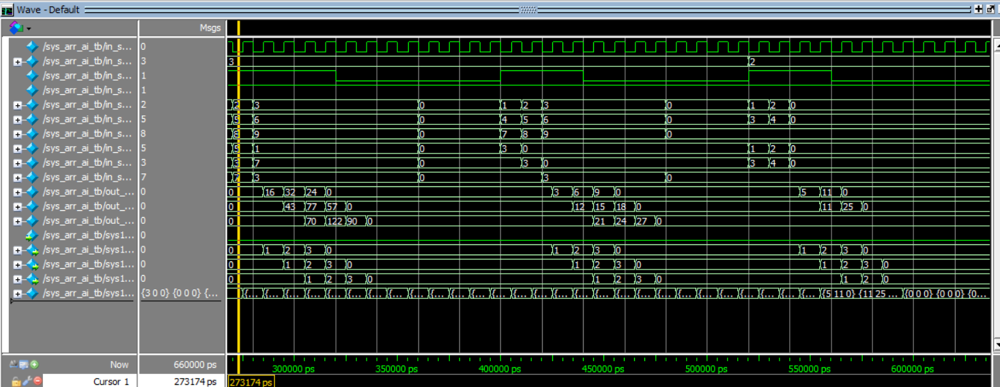 Wave - Default
Msgs
/sys_arr_ai_tb/in_s... 0
/sys_arr_ai_tb/in_s... 3 3 2
/sys_arr_ai_tb/in_s... 1
/sys_arr_ai_tb/in_s... 1
/sys_arr_ai_tb/in_s... 2 2 3 0 1 2 3 0 1 2 0
/sys_arr_ai_tb/in_s... 5 5 6 0 4 5 6 0 3 4 0
/sys_arr_ai_tb/in_s... 8 8 9 0 7 8 9 0
/sys_arr_ai_tb/in_s... 5 5 1 0 3 0 1 2 0
/sys_arr_ai_tb/in_s... 3 3 7 0 3 0 3 4 0
/sys_arr_ai_tb/in_s... 7 7 3 0 3 0
/sys_arr_ai_tb/out_... 0 0 16 32 24 0 3 6 9 0 5 11 0
/sys_arr_ai_tb/out_... 0 0 43 77 57 0 12 15 18 0 11 25 0
/sys_arr_ai_tb/out_... 0 0 70 122 90 0 21 24 27 0
/sys_arr_ai_tb/sys1... 0
/sys_arr_ai_tb/sys1... 0 0 1 2 3 0 1 2 3 0 1 2 3 0
/sys_arr_ai_tb/sys1... 0 0 1 2 3 0 1 2 3 0 1 2 3 0
/sys_arr_ai_tb/sys1... 0 0 1 2 3 0 1 2 3 0 1 2 0
/sys_arr_ai_tb/sys1... {3 0 0} {0 0 0} {... {... {... {... {... {... {... {... {... {... {... {... {... {... {... {... {... {... {... {... {... {... {... {... {... {... {... {... {... {5 11 0} {11 25 ... {0 0 0} {0 0 0} {0...
Now 660000 ps 300000 ps 350000 ps 400000 ps 450000 ps 500000 ps 550000 ps 600000 ps
Cursor 1 273174 ps 273174 ps